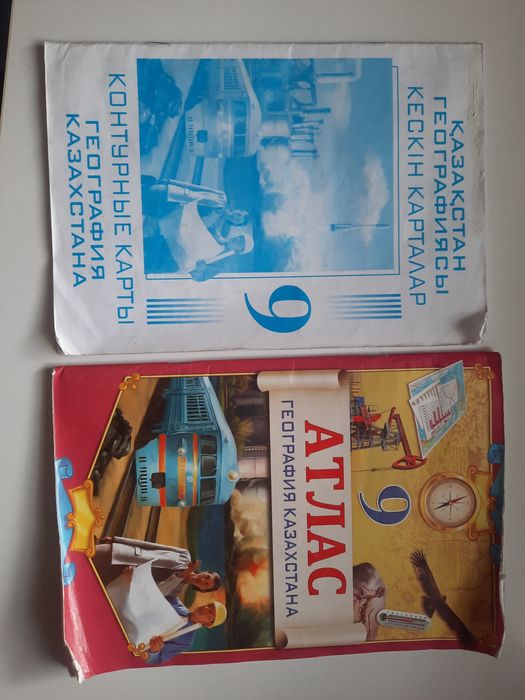 ҚАЗАҚСТАН
ГЕОГРАФИЯСЫ
КЕСКІН КАРТАЛАР
9
КОНТУРНЫЕ КАРТЫ
ГЕОГРАФИЯ
КАЗАХСТАНА
9
АТЛАС
ГЕОГРАФИЯ КАЗАХСТАНА